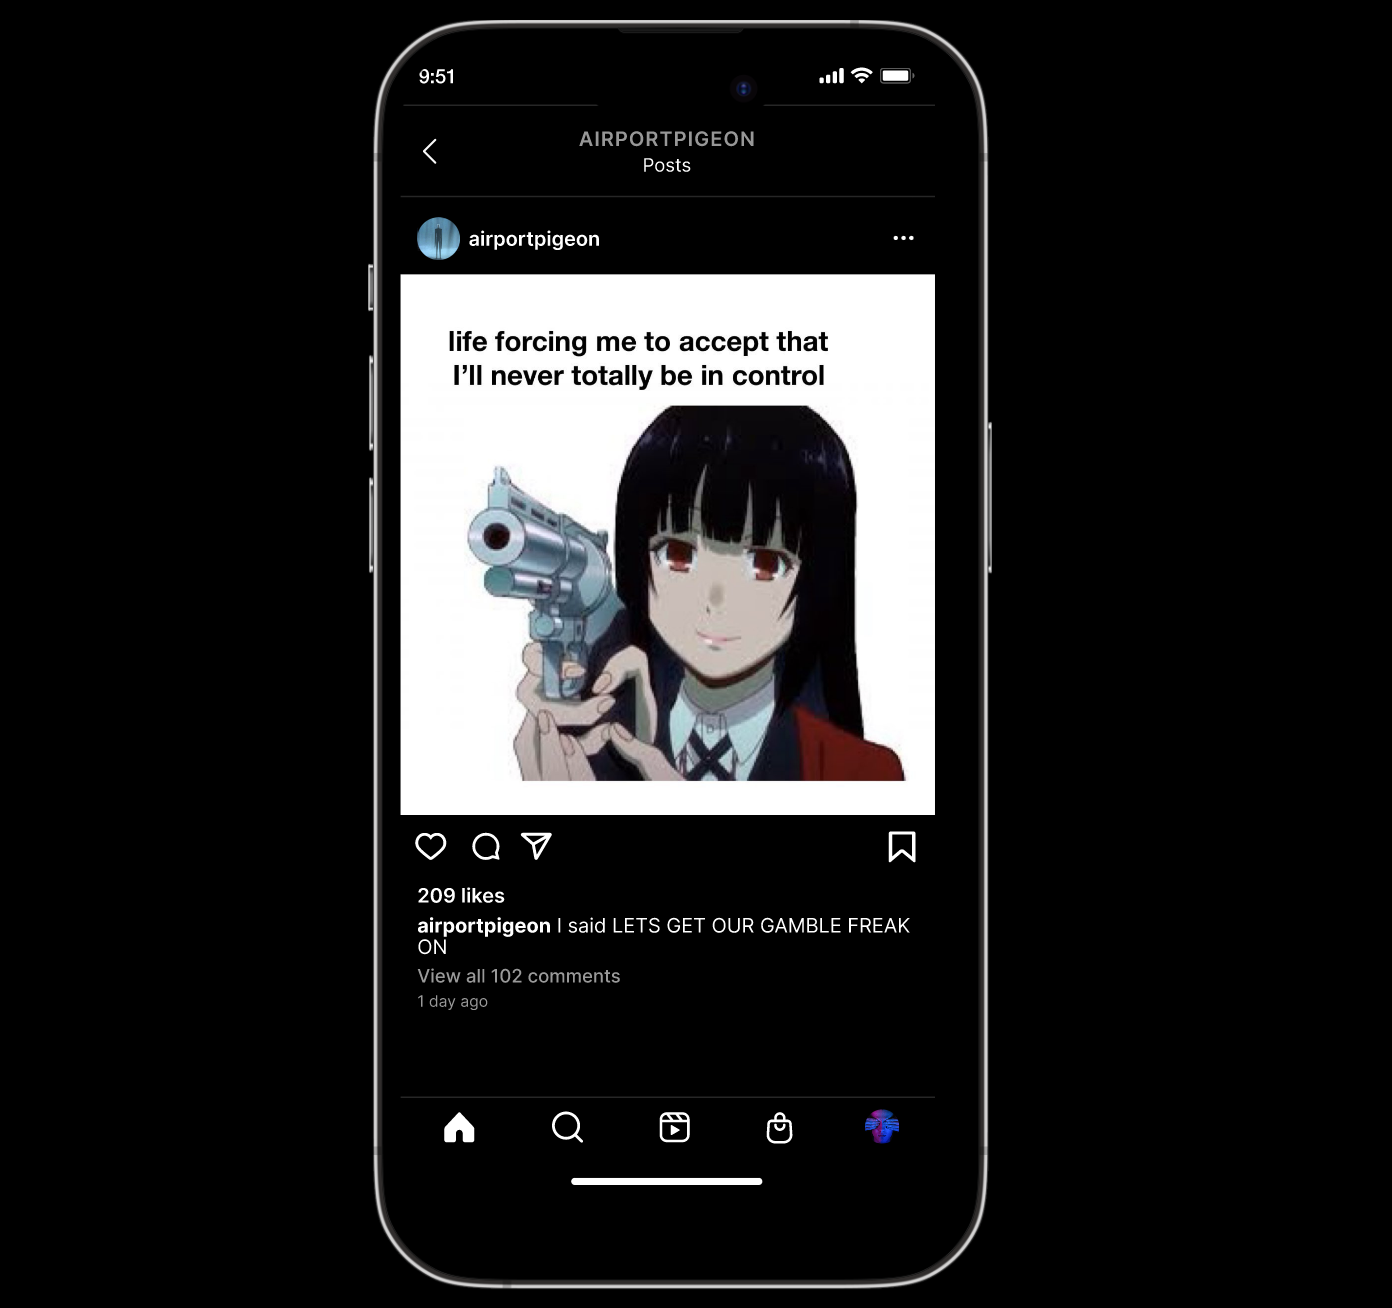 9:51
AIRPORTPIGEON
Posts
airportpigeon
life forcing me to accept that
I’ll never totally be in control
209 likes
airportpigeon I said LETS GET OUR GAMBLE FREAK
ON
View all 102 comments
1 day ago